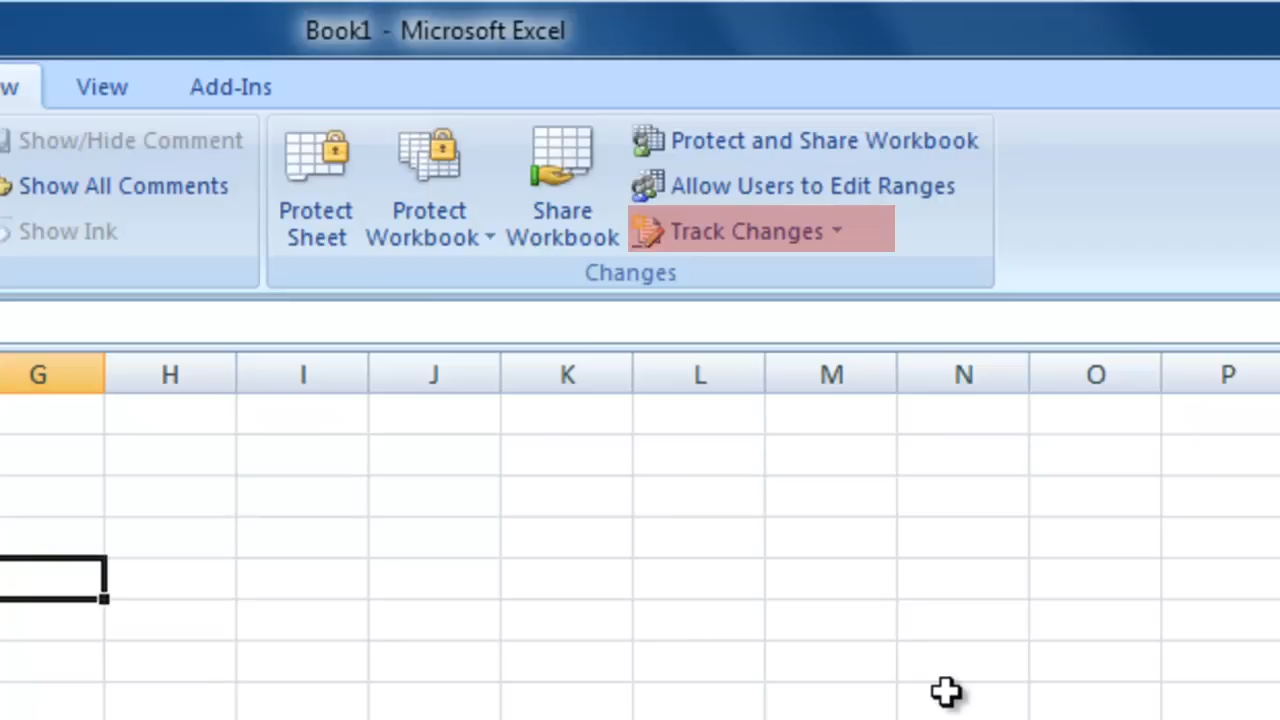 Book1 - Microsoft Excel
w View Add-Ins
Show/Hide Comment
Show All Comments
Show Ink
Protect Sheet
Protect Workbook
Share Workbook
Protect and Share Workbook
Allow Users to Edit Ranges
Track Changes
Changes
G H I J K L M N O P